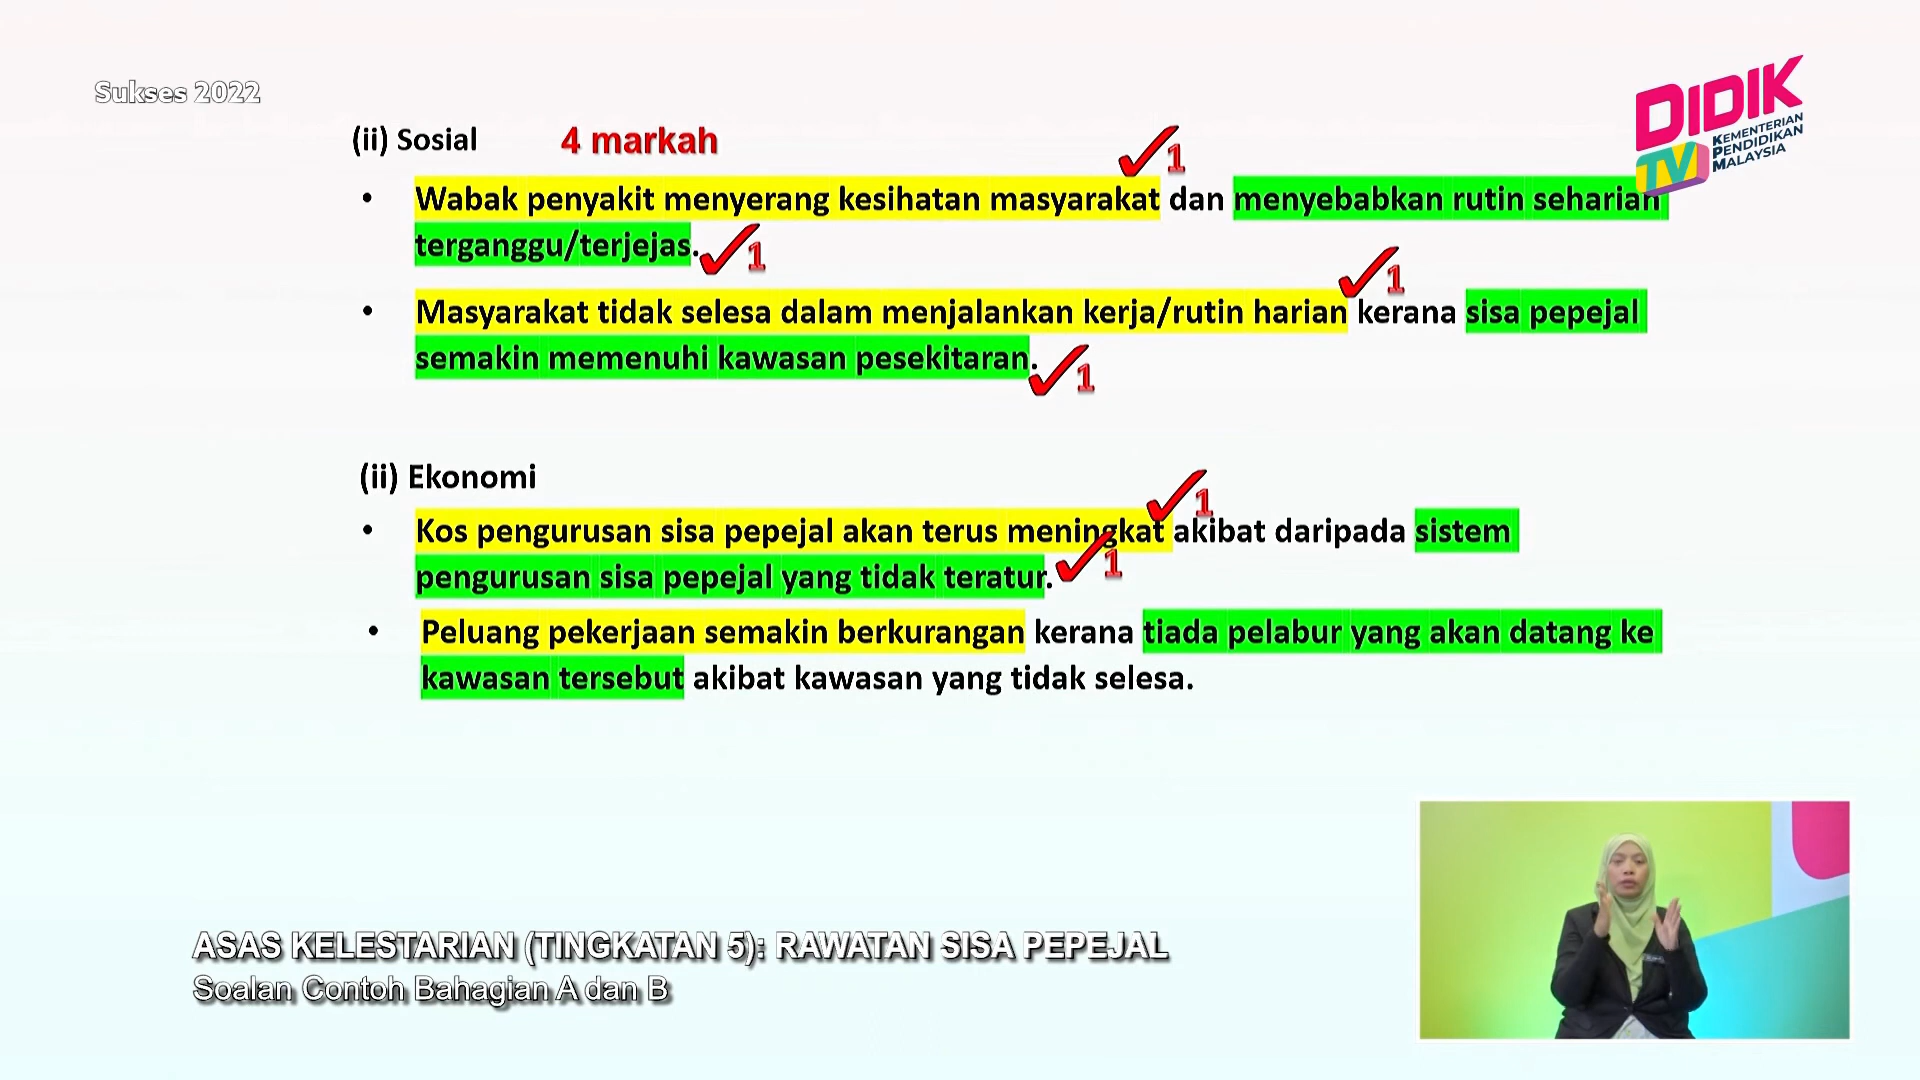 Sukses 2022
DIDIK
TV
KEMENTERIAN
PENDIDIKAN
MALAYSIA
(ii) Sosial 4 markah
1
• Wabak penyakit menyerang kesihatan masyarakat dan menyebabkan rutin seharian
terganggu/terjejas. 1
1
• Masyarakat tidak selesa dalam menjalankan kerja/rutin harian kerana sisa pepejal
semakin memenuhi kawasan pesekitaran. 1
(ii) Ekonomi
1
• Kos pengurusan sisa pepejal akan terus meningkat akibat daripada sistem
pengurusan sisa pepejal yang tidak teratur. 1
• Peluang pekerjaan semakin berkurangan kerana tiada pelabur yang akan datang ke
kawasan tersebut akibat kawasan yang tidak selesa.
ASAS KELESTARIAN (TINGKATAN 5): RAWATAN SISA PEPEJAL
Soalan Contoh Bahagian A dan B